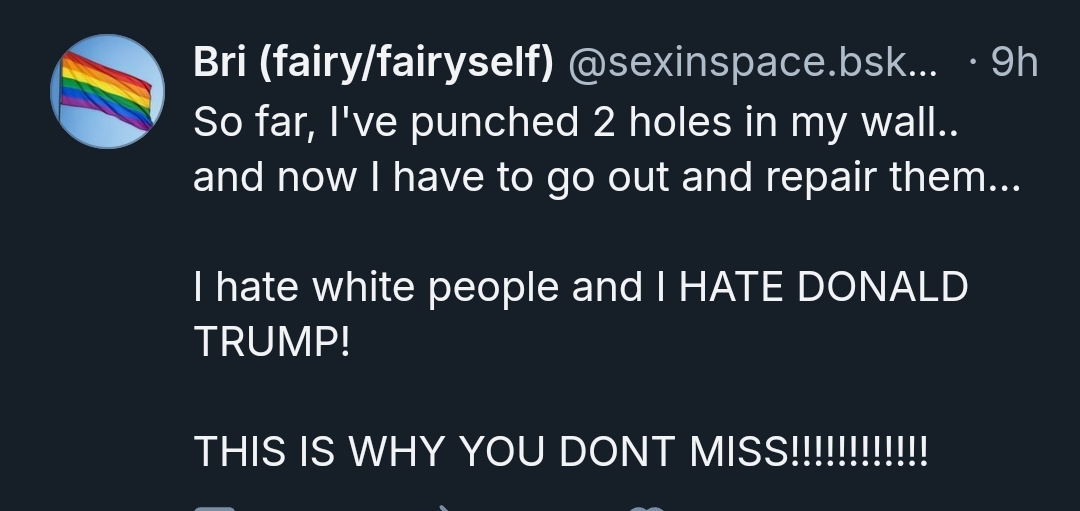 Bri (fairy/fairyself) @sexinspace.bsk... · 9h
So far, I've punched 2 holes in my wall..
and now I have to go out and repair them...
I hate white people and I HATE DONALD
TRUMP!
THIS IS WHY YOU DONT MISS!!!!!!!!!!!!